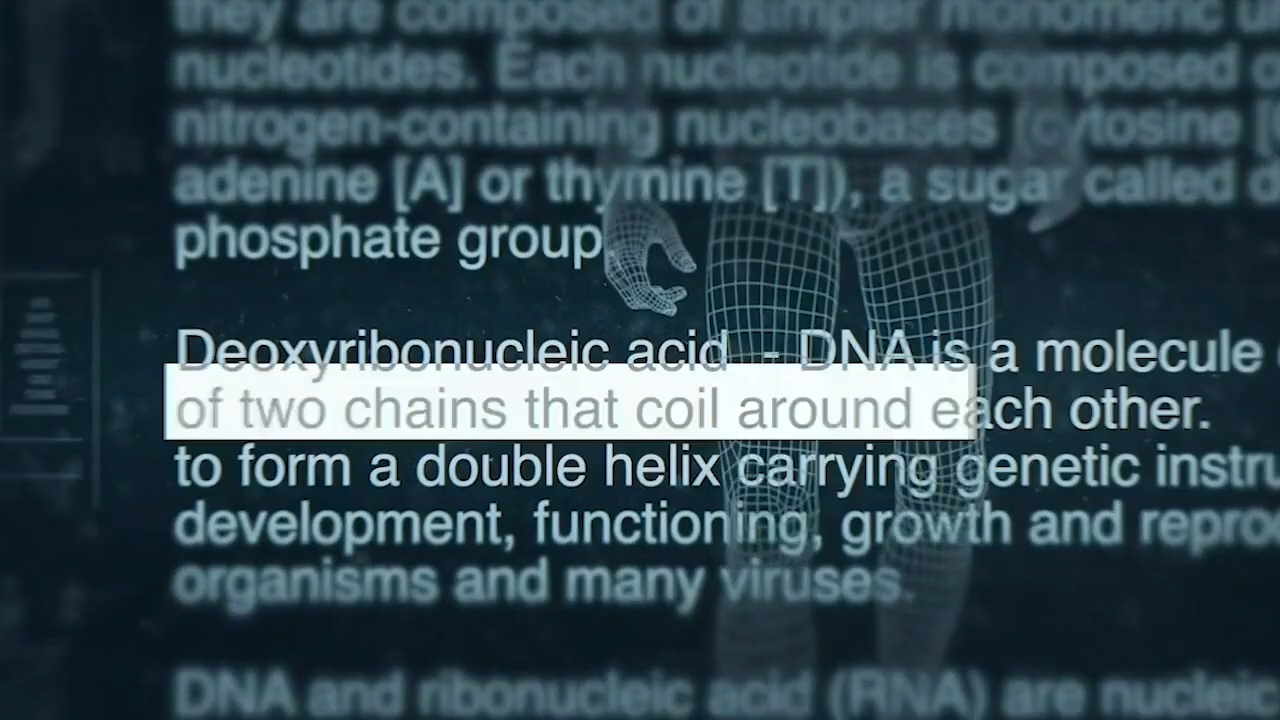 they are composed of simpler monomeric
nucleotides. Each nucleotide is composed
nitrogen-containing nucleobases (cytosine [
adenine [A] or thymine [T]), a sugar called
phosphate group.
Deoxyribonucleic acid - DNA is a molecule
of two chains that coil around each other.
to form a double helix carrying genetic
development, functioning, growth and
organisms and many viruses.
DNA and ribonucleic acid (RNA) are nucleic